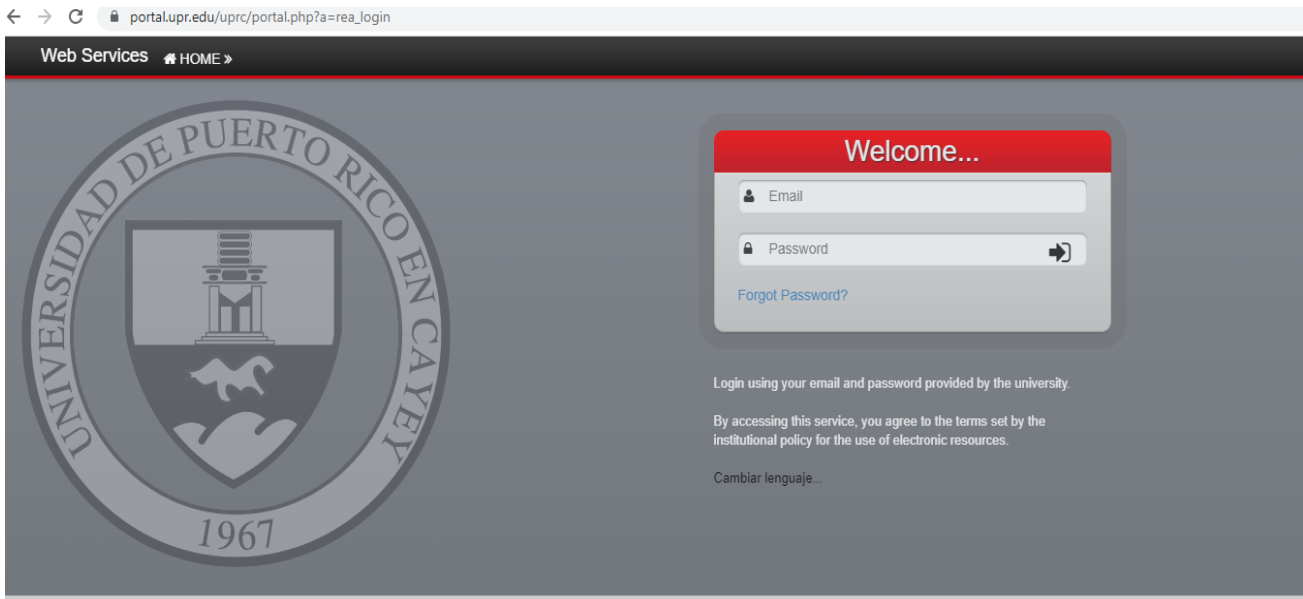 portal.upr.edu/uprc/portal.php?a=rea_login
Web Services HOME »
UNIVERSIDAD DE PUERTO RICO EN CAYEY
1967
Welcome...
Email
Password
Forgot Password?
Login using your email and password provided by the university.
By accessing this service, you agree to the terms set by the
institutional policy for the use of electronic resources.
Cambiar lenguaje...